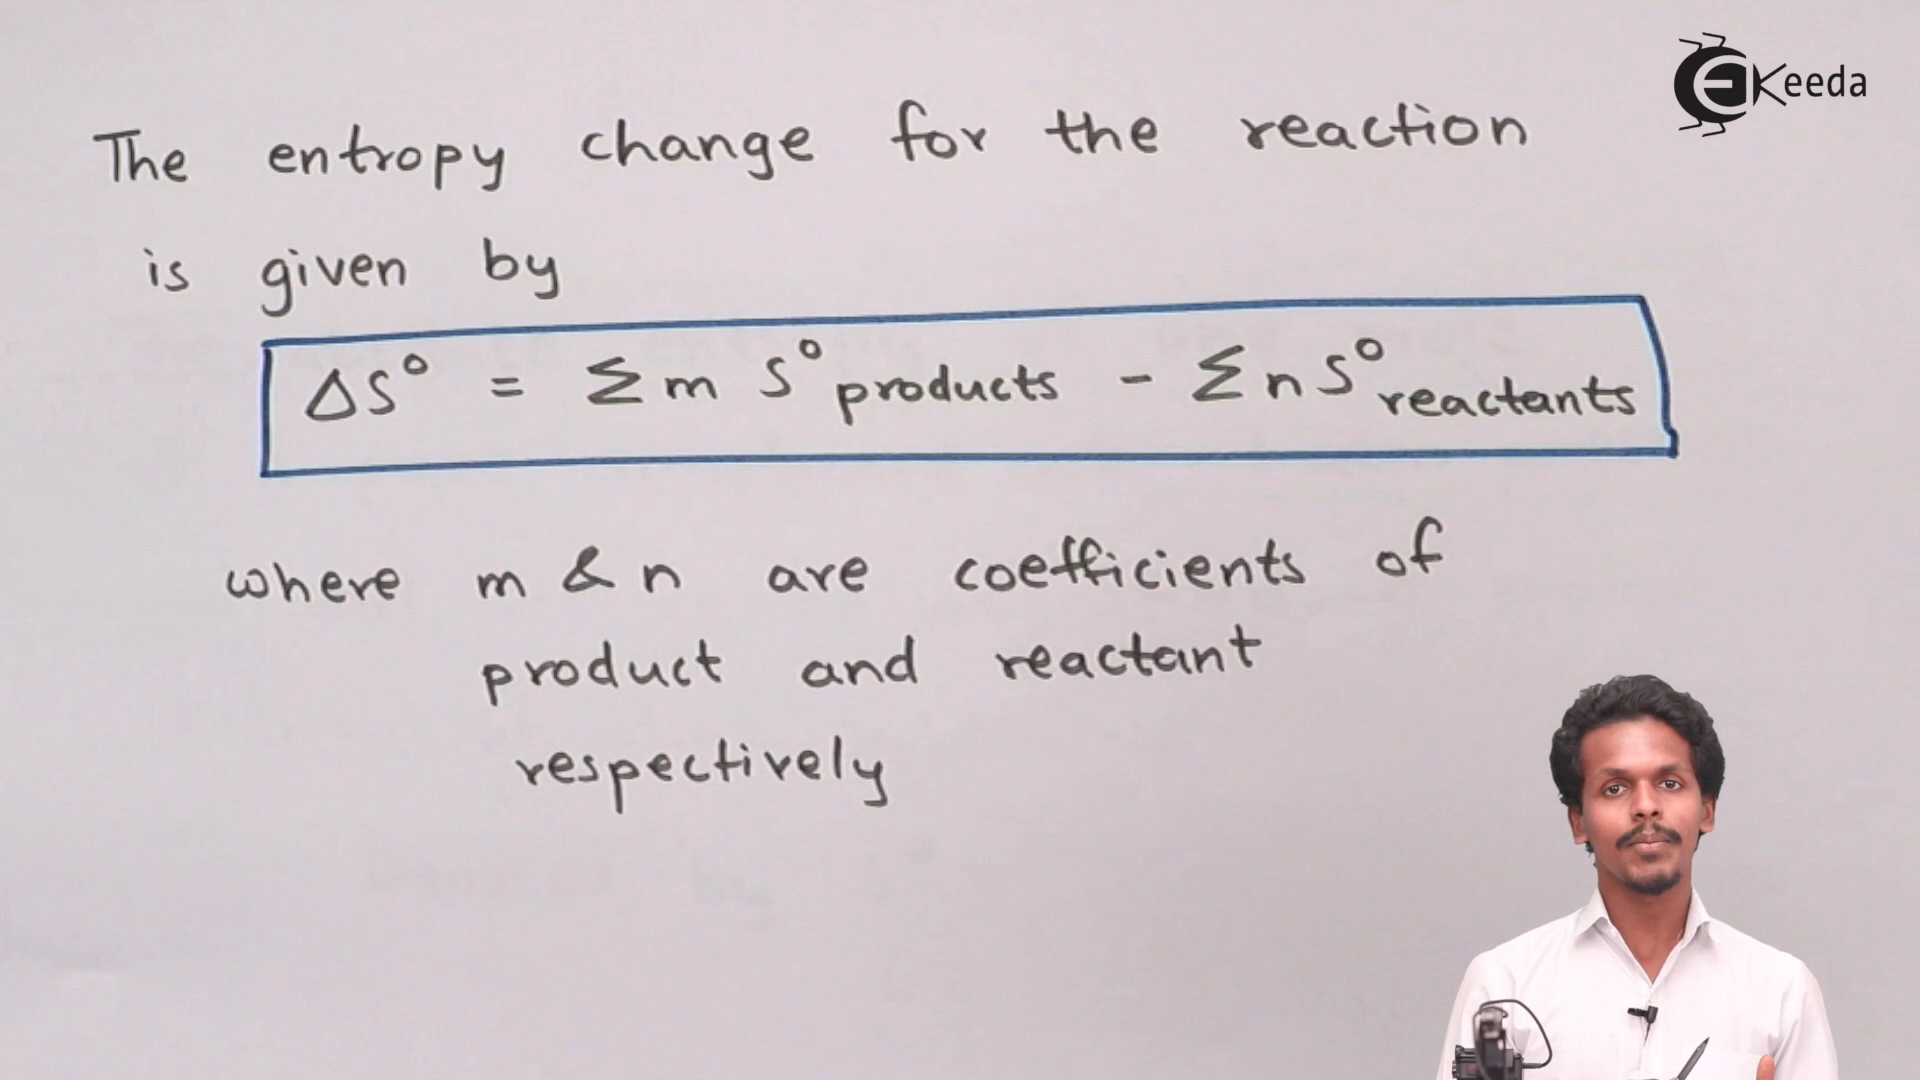 EKeeda
The entropy change for the reaction
is given by
ΔS° = Σm S°products - ΣnS°reactants
where m & n are coefficients of
product and reactant
respectively